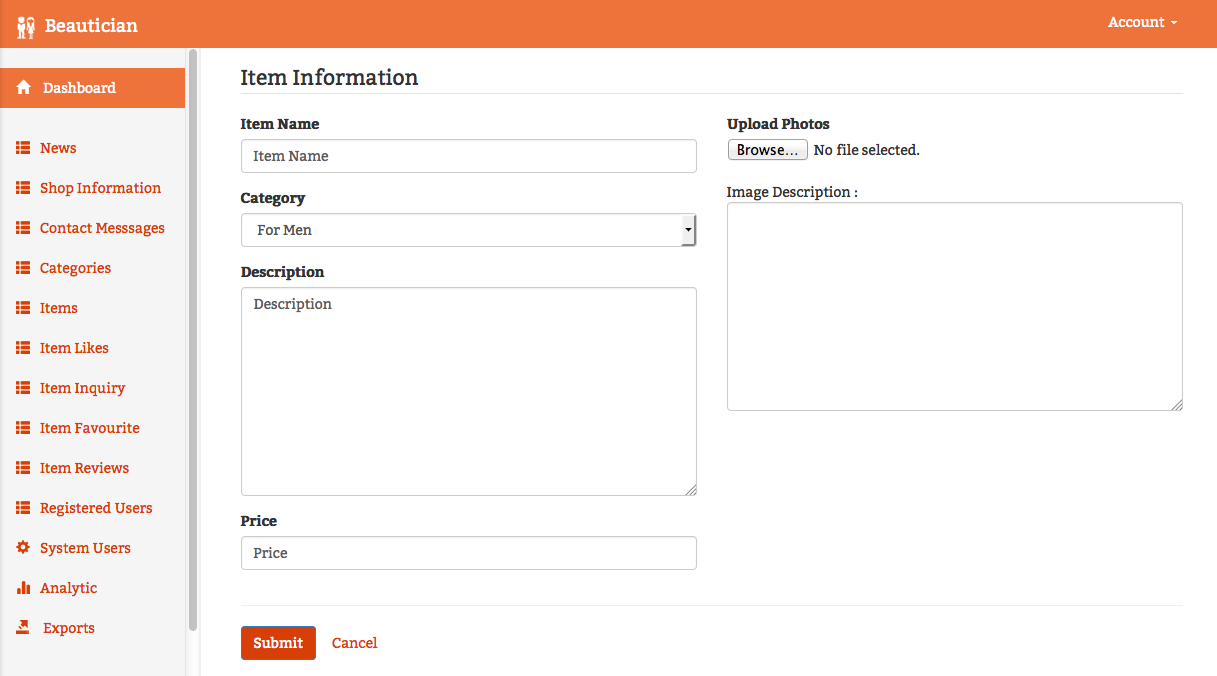 Beautician
Account
Dashboard
News
Shop Information
Contact Messsages
Categories
Items
Item Likes
Item Inquiry
Item Favourite
Item Reviews
Registered Users
System Users
Analytic
Exports
Item Information
Item Name
Item Name
Category
For Men
Description
Description
Price
Price
Upload Photos
Browse... No file selected.
Image Description :
Submit Cancel